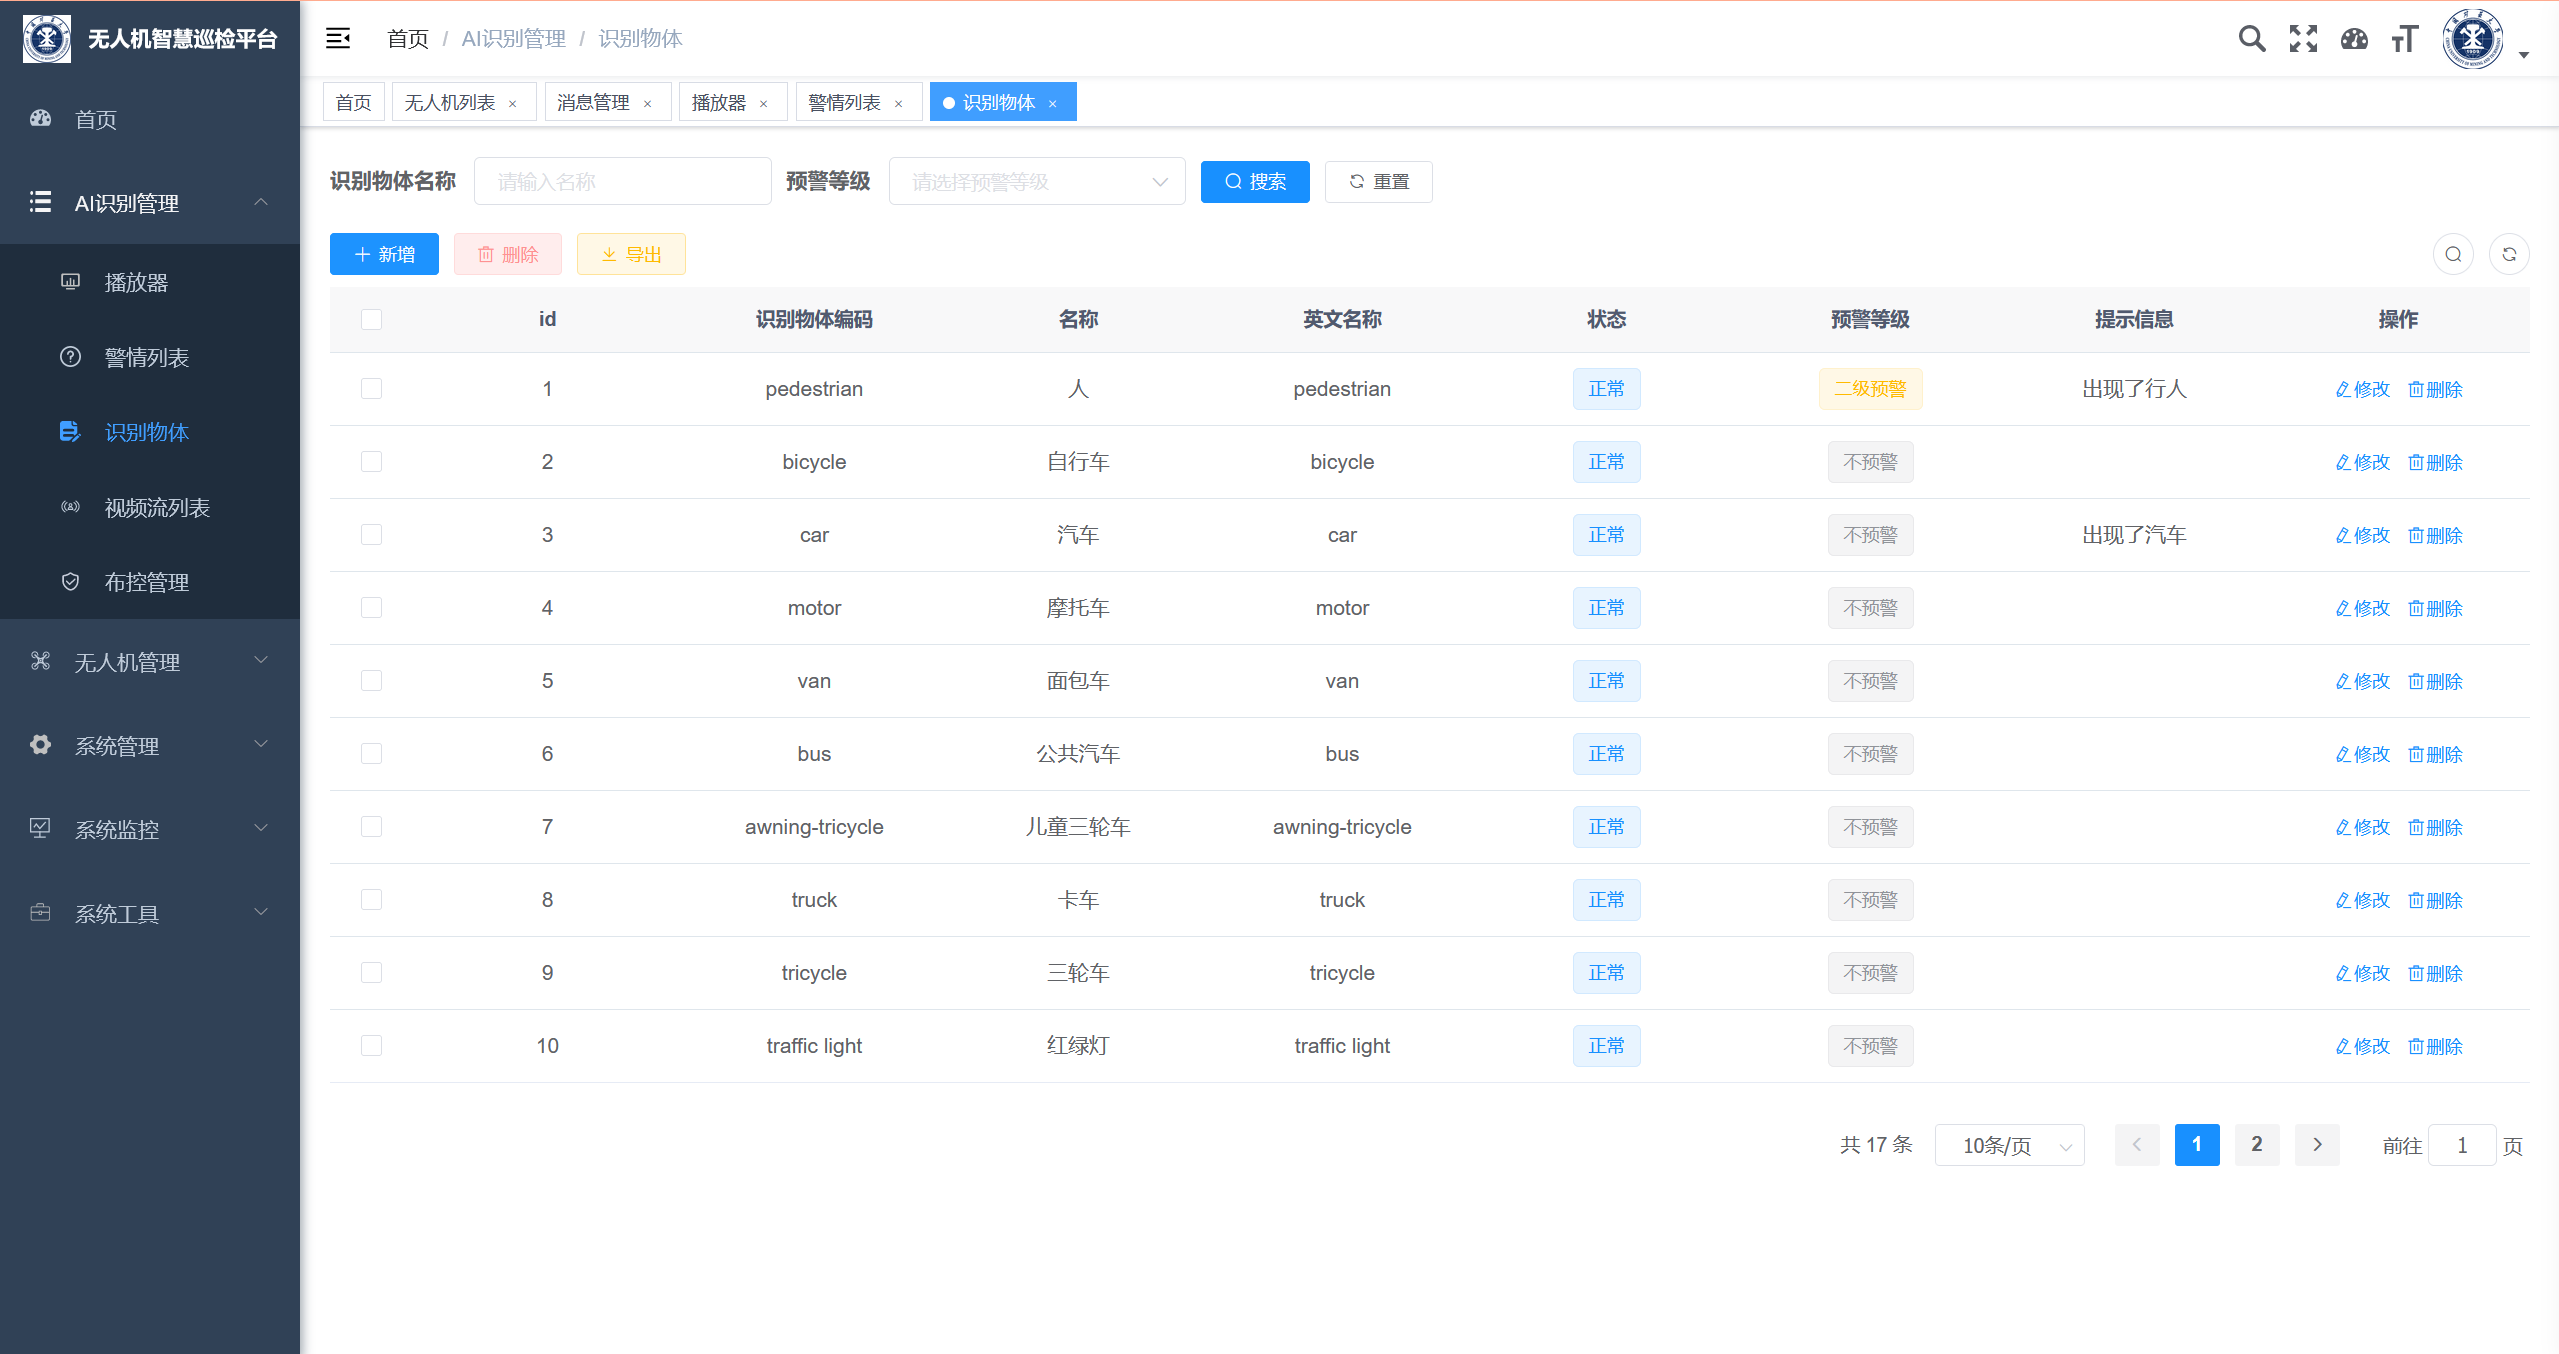 无人机智慧巡检平台
首页 / AI识别管理 / 识别物体
首页 无人机列表 × 消息管理 × 播放器 × 警情列表 × 识别物体 ×
首页
AI识别管理
播放器
警情列表
识别物体
视频流列表
布控管理
无人机管理
系统管理
系统监控
系统工具
识别物体名称 请输入名称 预警等级 请选择预警等级 搜索 重置
新增 删除 导出
id 识别物体编码 名称 英文名称 状态 预警等级 提示信息 操作
1 pedestrian 人 pedestrian 正常 二级预警 出现了行人 修改 删除
2 bicycle 自行车 bicycle 正常 不预警 修改 删除
3 car 汽车 car 正常 不预警 出现了汽车 修改 删除
4 motor 摩托车 motor 正常 不预警 修改 删除
5 van 面包车 van 正常 不预警 修改 删除
6 bus 公共汽车 bus 正常 不预警 修改 删除
7 awning-tricycle 儿童三轮车 awning-tricycle 正常 不预警 修改 删除
8 truck 卡车 truck 正常 不预警 修改 删除
9 tricycle 三轮车 tricycle 正常 不预警 修改 删除
10 traffic light 红绿灯 traffic light 正常 不预警 修改 删除
共 17 条 10条/页 1 2 前往 1 页